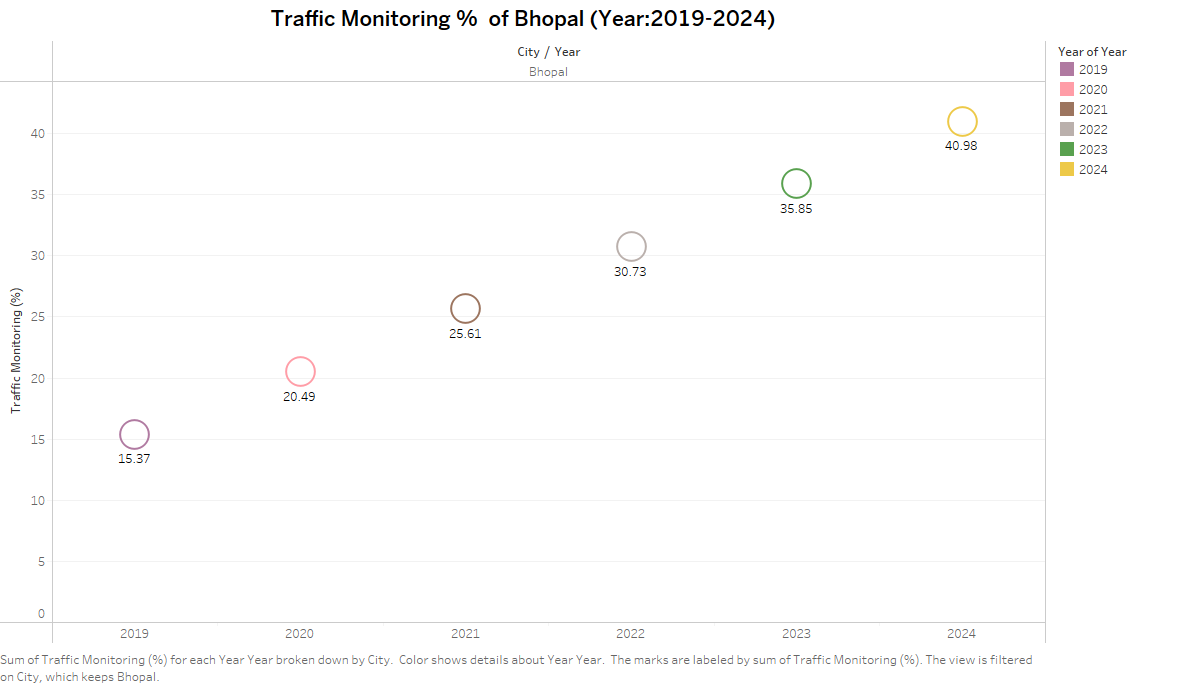 Traffic Monitoring %  of Bhopal (Year:2019-2024)
City / Year
Bhopal
Year of Year
2019
2020
2021
2022
2023
2024
Traffic Monitoring (%)
40
35
30
25
20
15
10
5
0
40.98
35.85
30.73
25.61
20.49
15.37
2019 2020 2021 2022 2023 2024
Sum of Traffic Monitoring (%) for each Year Year broken down by City.  Color shows details about Year Year.  The marks are labeled by sum of Traffic Monitoring (%). The view is filtered
on City, which keeps Bhopal.